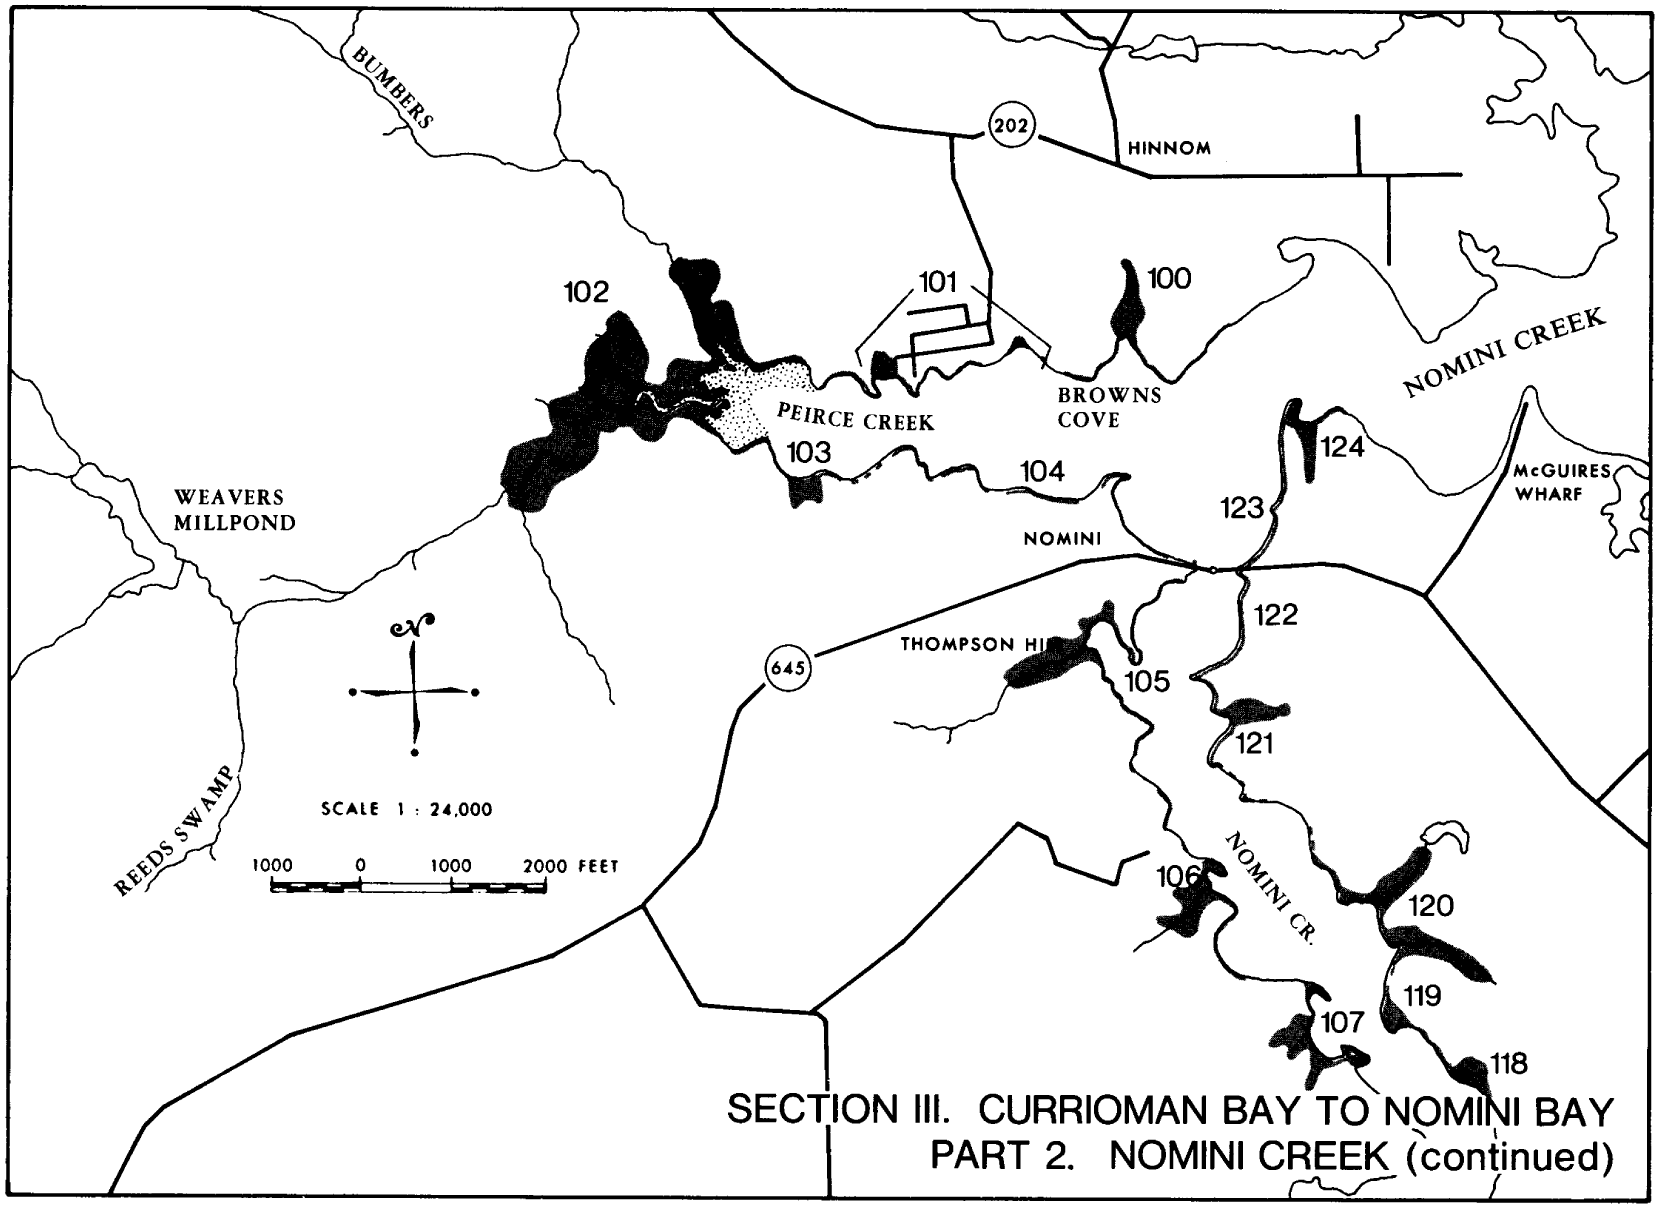 BUMBERS
202
HINNOM
102
101
100
NOMINI CREEK
PEIRCE CREEK
BROWNS
COVE
103
104
124
McGUIRES
WHARF
WEAVERS
MILLPOND
123
NOMINI
N
122
THOMPSON
645
105
121
REEDS SWAMP
SCALE 1 : 24,000
1000 0 1000 2000 FEET
106
NOMINI CR.
120
119
107
118
SECTION III. CURRIOMAN BAY TO NOMINI BAY
PART 2. NOMINI CREEK (continued)